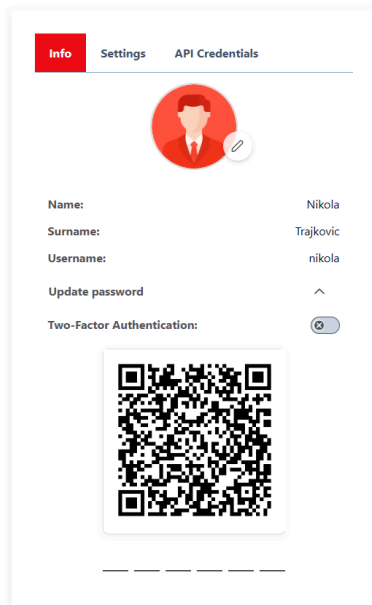 Info Settings API Credentials
Name: Nikola
Surname: Trajkovic
Username: nikola
Update password
Two-Factor Authentication: